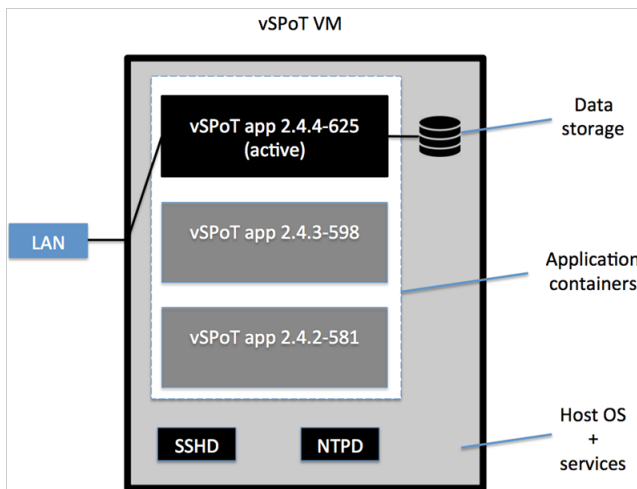 vSPoT VM
vSPoT app 2.4.4-625
(active)
Data
storage
LAN
vSPoT app 2.4.3-598
Application
containers
vSPoT app 2.4.2-581
Host OS
+
services
SSHD
NTPD